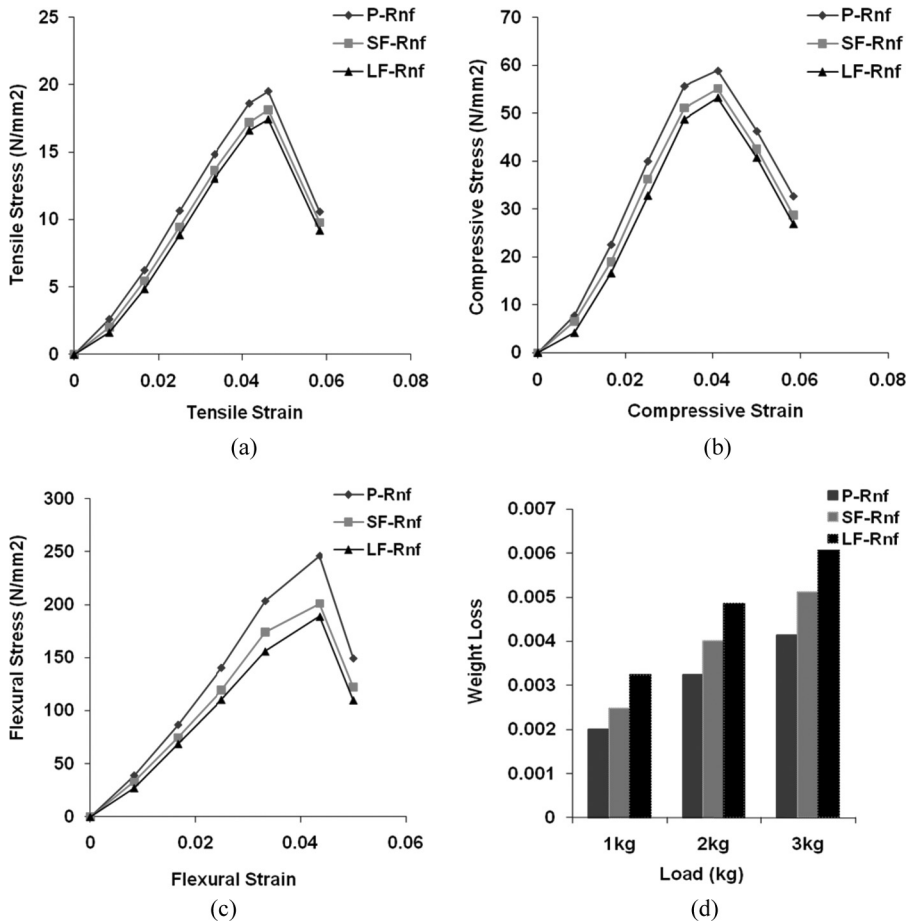 25
20
15
10
5
0
Tensile Stress (N/mm2)
P-Rnf
SF-Rnf
LF-Rnf
0 0.02 0.04 0.06 0.08
Tensile Strain
(a)
70
60
50
40
30
20
10
0
Compressive Stress (N/mm2)
P-Rnf
SF-Rnf
LF-Rnf
0 0.02 0.04 0.06 0.08
Compressive Strain
(b)
300
250
200
150
100
50
0
Flexural Stress (N/mm2)
P-Rnf
SF-Rnf
LF-Rnf
0 0.02 0.04 0.06
Flexural Strain
(c)
0.007
0.006
0.005
0.004
0.003
0.002
0.001
0
Weight Loss
P-Rnf
SF-Rnf
LF-Rnf
1kg 2kg 3kg
Load (kg)
(d)